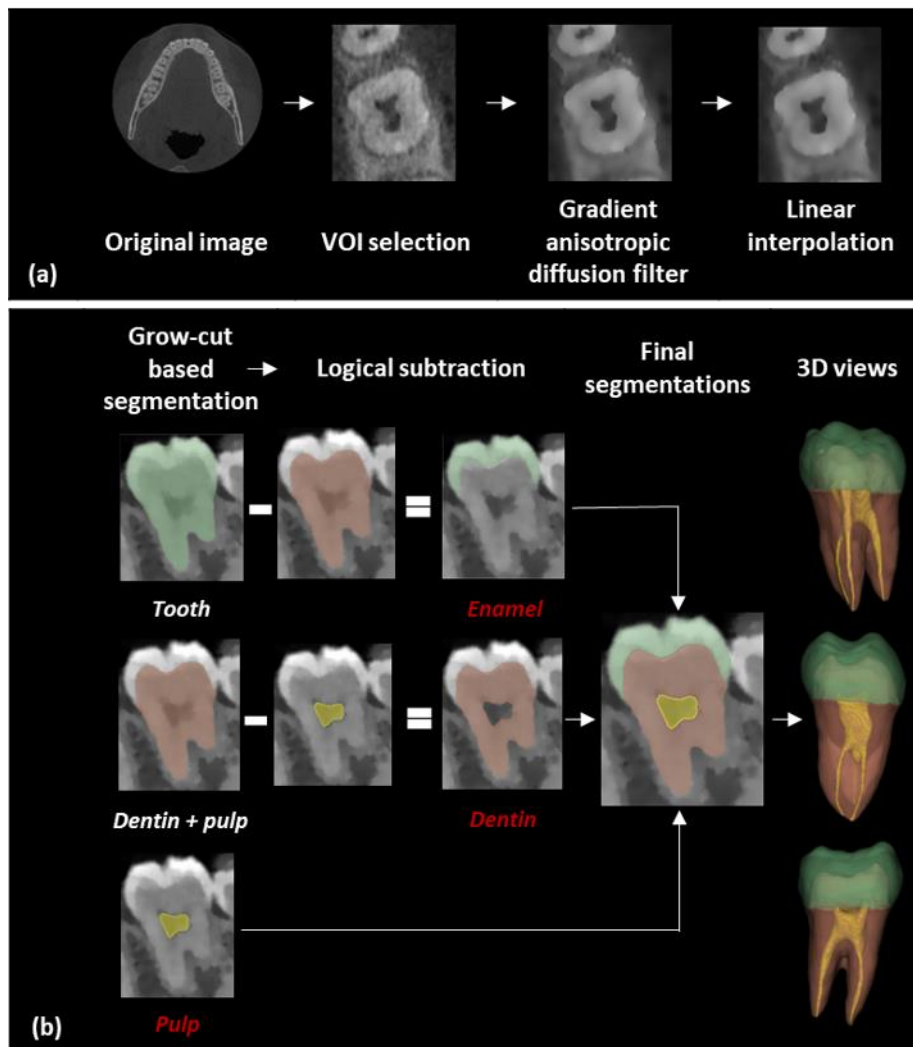 Original image
VOI selection
Gradient
anisotropic
diffusion filter
Linear
interpolation
(a)
Grow-cut
based
segmentation
Logical subtraction
Final
segmentations
3D views
Tooth
Enamel
Dentin + pulp
Dentin
Pulp
(b)